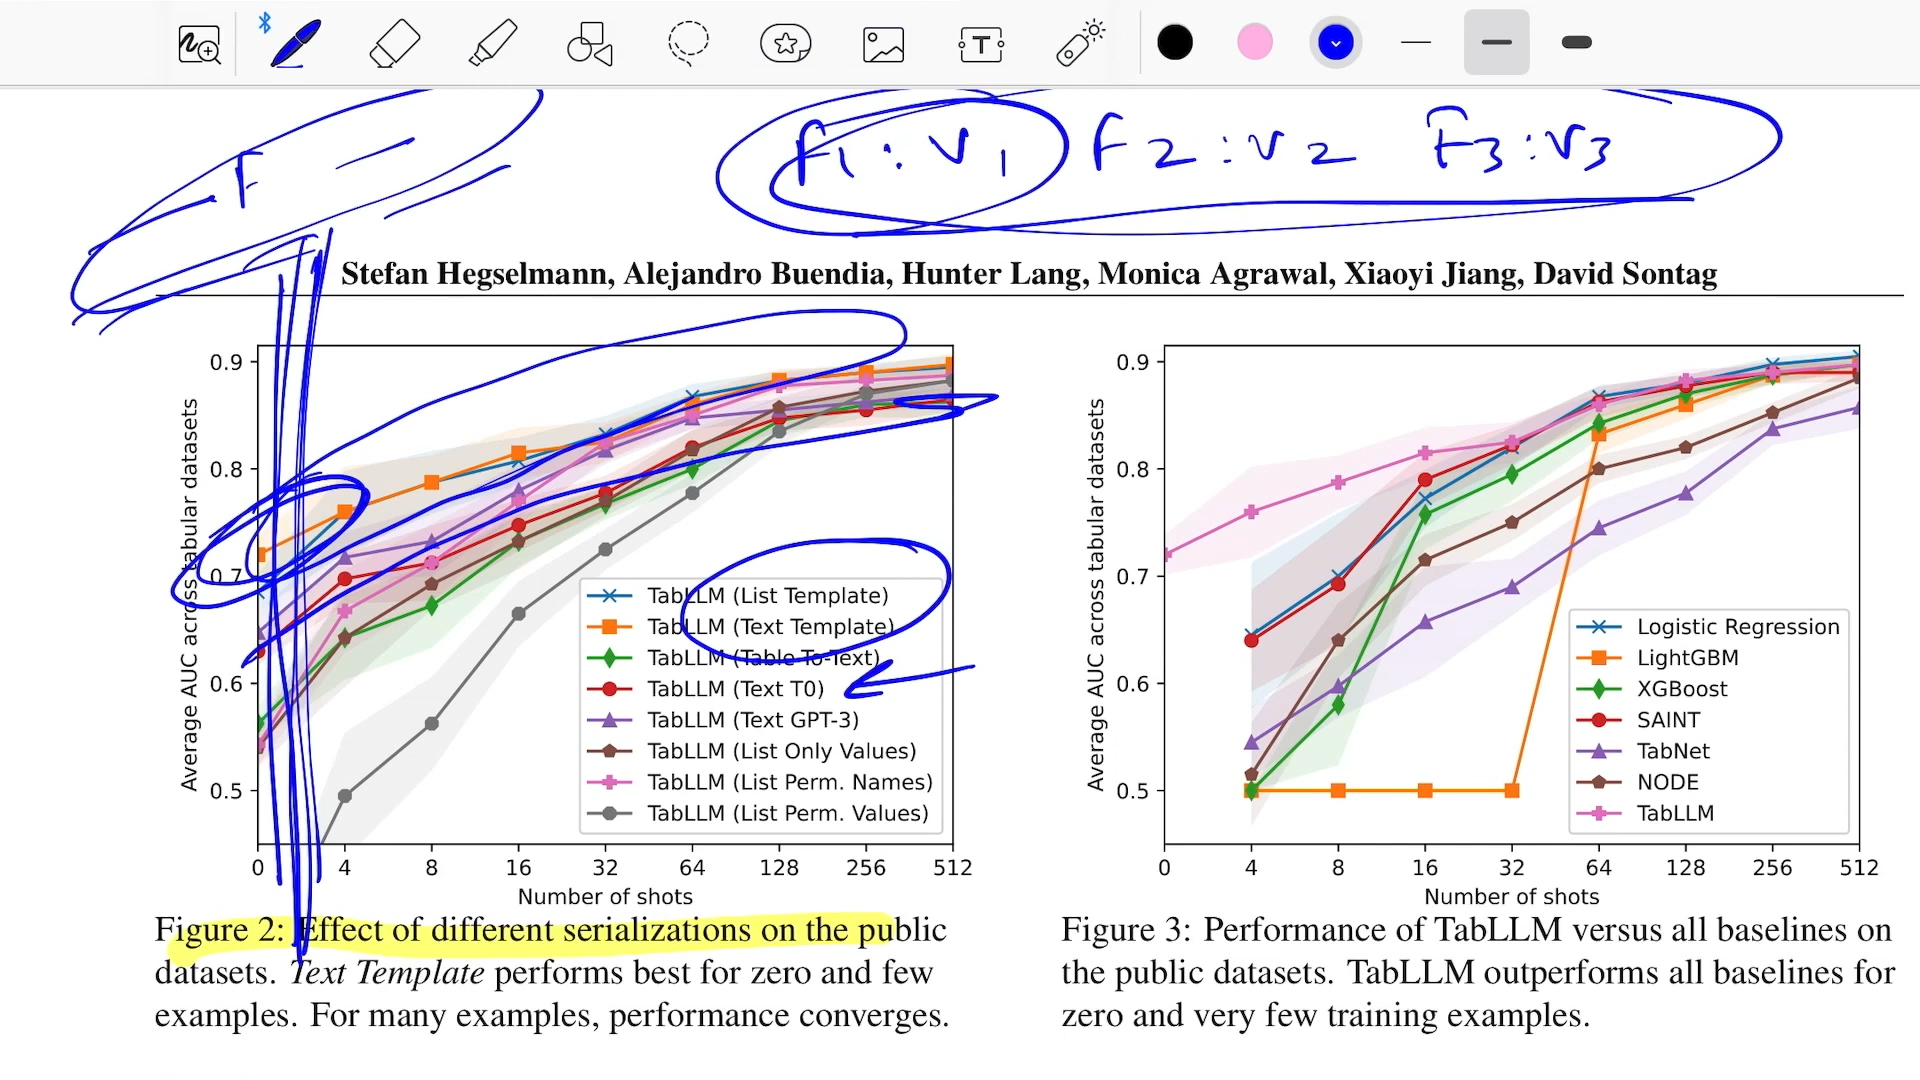 T
f1 : v1 F2 : v2 F3 : v3
F
Stefan Hegselmann, Alejandro Buendia, Hunter Lang, Monica Agrawal, Xiaoyi Jiang, David Sontag
0.9
0.8
0.7
0.6
0.5
Average AUC across tabular datasets
TabLLM (List Template)
TabLLM (Text Template)
TabLLM (Table-To-Text)
TabLLM (Text T0)
TabLLM (Text GPT-3)
TabLLM (List Only Values)
TabLLM (List Perm. Names)
TabLLM (List Perm. Values)
0 4 8 16 32 64 128 256 512
Number of shots
Figure 2: Effect of different serializations on the public
datasets. Text Template performs best for zero and few
examples. For many examples, performance converges.
0.9
0.8
0.7
0.6
0.5
Average AUC across tabular datasets
Logistic Regression
LightGBM
XGBoost
SAINT
TabNet
NODE
TabLLM
0 4 8 16 32 64 128 256 512
Number of shots
Figure 3: Performance of TabLLM versus all baselines on
the public datasets. TabLLM outperforms all baselines for
zero and very few training examples.